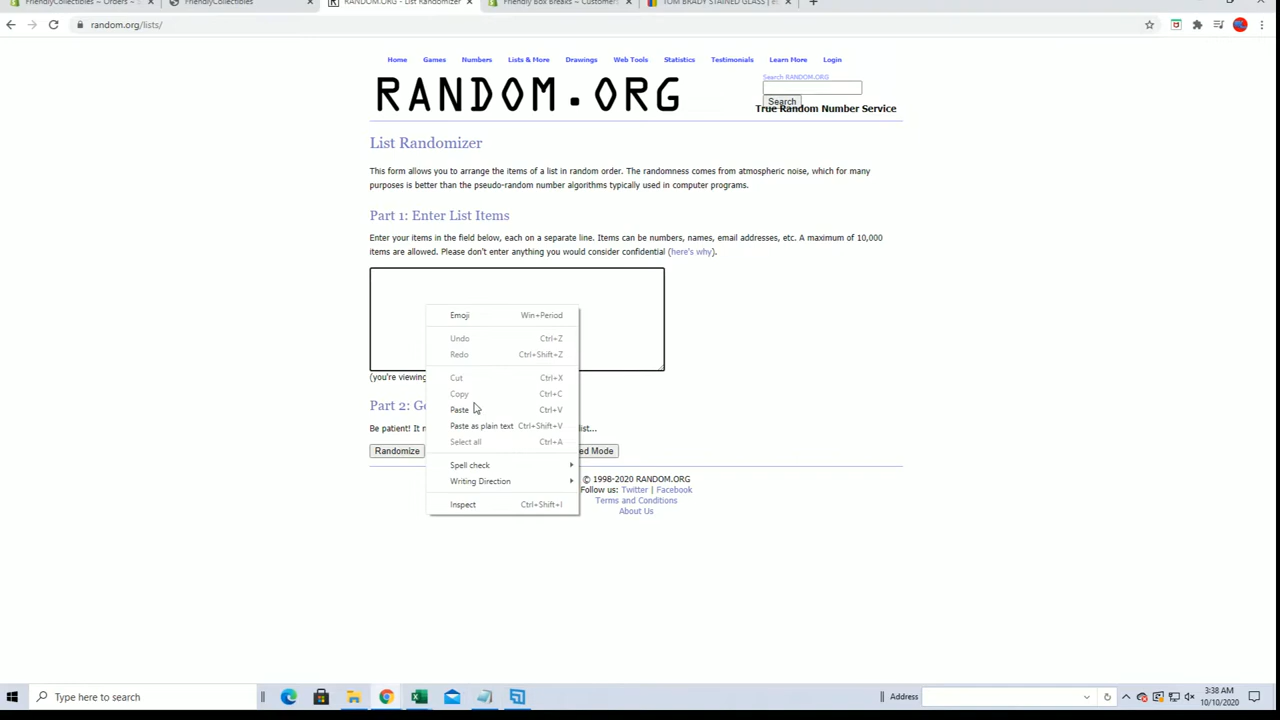 FriendlyCollectibles – Orders
FriendlyCollectibles
RANDOM.ORG - List Randomizer
Friendly Box Breaks ~ Customer
TOM BRADY STAINED GLASS |
random.org/lists/
Home Games Numbers Lists & More Drawings Web Tools Statistics Testimonials Learn More Login
RANDOM.ORG
Search RANDOM.ORG
Search
True Random Number Service
List Randomizer
This form allows you to arrange the items of a list in random order. The randomness comes from atmospheric noise, which for many
purposes is better than the pseudo-random number algorithms typically used in computer programs.
Part 1: Enter List Items
Enter your items in the field below, each on a separate line. Items can be numbers, names, email addresses, etc. A maximum of 10,000
items are allowed. Please don't enter anything you would consider confidential (here's why).
Emoji Win+Period
Undo Ctrl+Z
Redo Ctrl+Shift+Z
Cut Ctrl+X
Copy Ctrl+C
Paste Ctrl+V
Paste as plain text Ctrl+Shift+V
Select all Ctrl+A
Spell check
Writing Direction
Inspect Ctrl+Shift+I
(you're viewing
Part 2: G
Be patient! It list...
Randomize ed Mode
© 1998-2020 RANDOM.ORG
Follow us: Twitter | Facebook
Terms and Conditions
About Us
Type here to search
Address
3:38 AM
10/10/2020